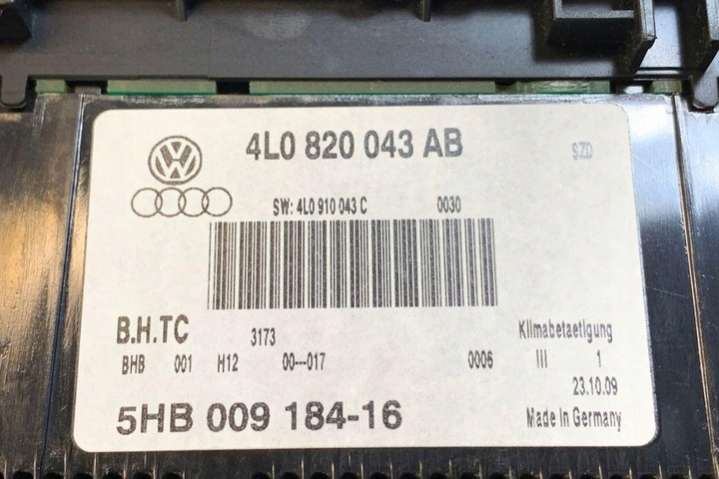 4L0 820 043 AB
SZD
SW: 4L0 910 043 C 0030
B.H.TC
3173
Klimabetaetigung
BHB 001 H12 00---017 0006 III 1
23.10.09
5HB 009 184-16
Made in Germany